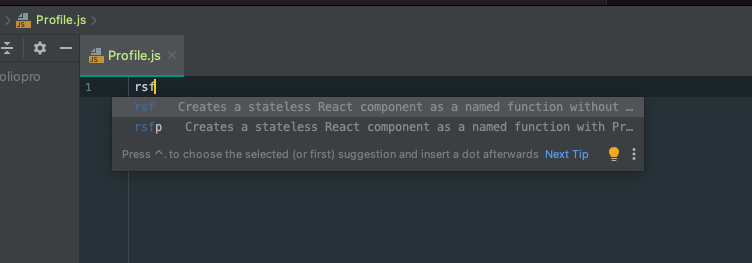 Profile.js
JS
Profile.js
JS
oliopro
1 rsf
rsf Creates a stateless React component as a named function without …
rsfp Creates a stateless React component as a named function with Pr…
Press ^. to choose the selected (or first) suggestion and insert a dot afterwards Next Tip